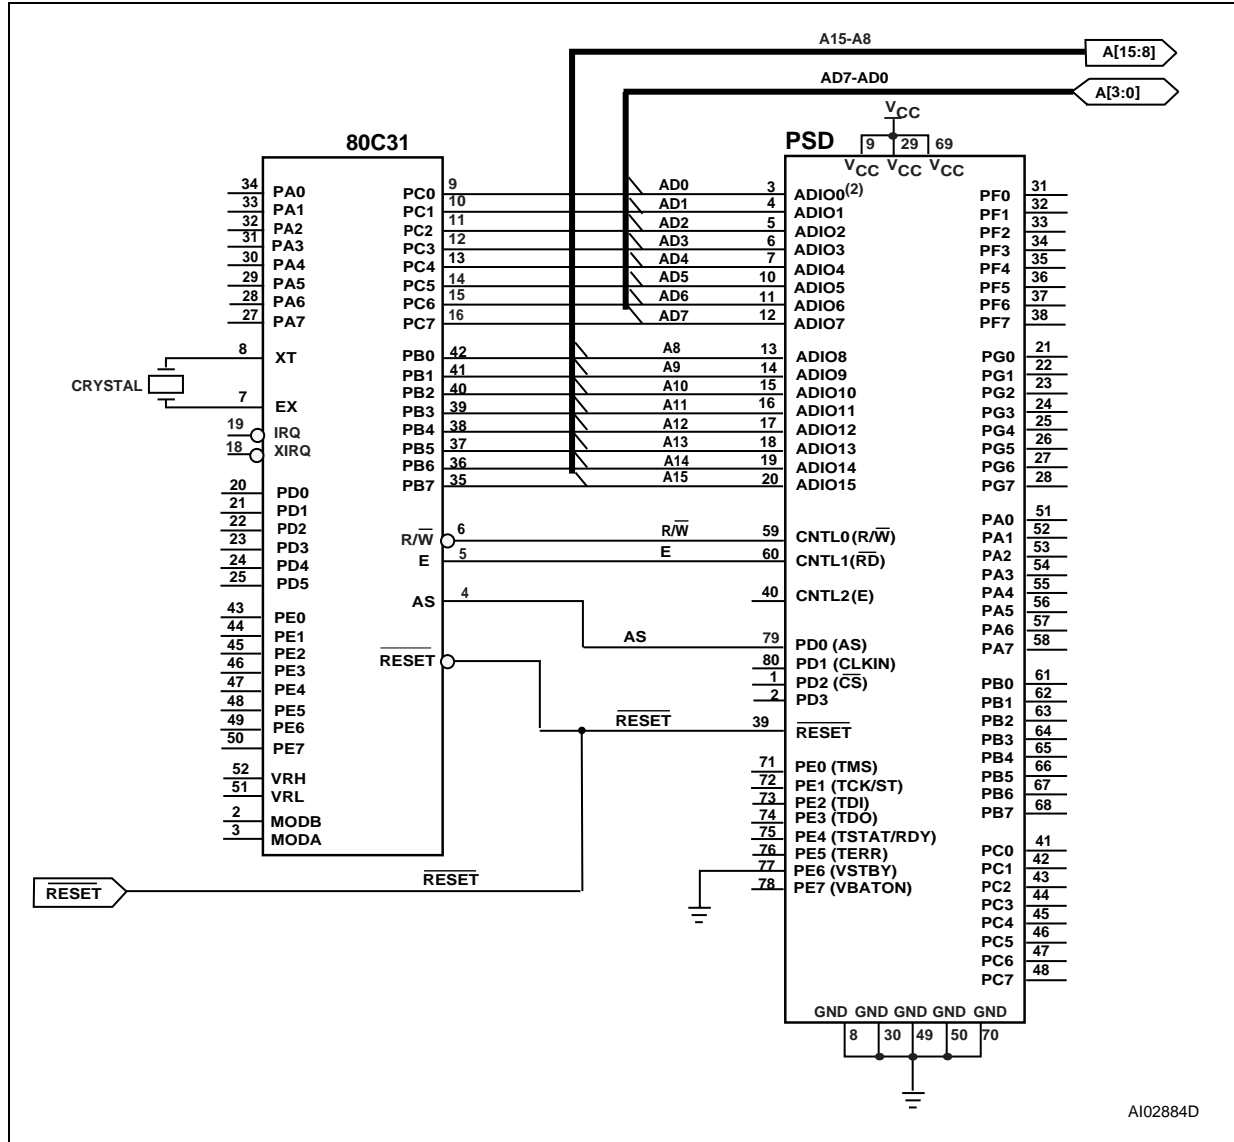 A15-A8
A[15:8]
AD7-AD0
A[3:0]
VCC
80C31
PSD
9 29 69
VCC VCC VCC
34 PA0
33 PA1
32 PA2
31 PA3
30 PA4
29 PA5
28 PA6
27 PA7
8 XT
CRYSTAL
7 EX
19 IRQ
18 XIRQ
20 PD0
21 PD1
22 PD2
23 PD3
24 PD4
25 PD5
43 PE0
44 PE1
45 PE2
46 PE3
47 PE4
48 PE5
49 PE6
50 PE7
52 VRH
51 VRL
2 MODB
3 MODA
PC0 9 AD0 3 ADIO0(2)
PC1 10 AD1 4 ADIO1
PC2 11 AD2 5 ADIO2
PC3 12 AD3 6 ADIO3
PC4 13 AD4 7 ADIO4
PC5 14 AD5 10 ADIO5
PC6 15 AD6 11 ADIO6
PC7 16 AD7 12 ADIO7
PB0 42 A8 13 ADIO8
PB1 41 A9 14 ADIO9
PB2 40 A10 15 ADIO10
PB3 39 A11 16 ADIO11
PB4 38 A12 17 ADIO12
PB5 37 A13 18 ADIO13
PB6 36 A14 19 ADIO14
PB7 35 A15 20 ADIO15
R/W̅ 6 R/W̅ 59 CNTL0(R/W̅)
E 5 E 60 CNTL1(R̅D̅)
40 CNTL2(E)
AS 4 AS 79 PD0 (AS)
80 PD1 (CLKIN)
1 PD2 (C̅S̅)
2 PD3
R̅E̅S̅E̅T̅ R̅E̅S̅E̅T̅ 39 R̅E̅S̅E̅T̅
71 PE0 (TMS)
72 PE1 (TCK/ST)
73 PE2 (TDI)
74 PE3 (TDO)
75 PE4 (TSTAT/RDY)
76 PE5 (TERR)
77 PE6 (VSTBY)
78 PE7 (VBATON)
R̅E̅S̅E̅T̅ R̅E̅S̅E̅T̅
PF0 31
PF1 32
PF2 33
PF3 34
PF4 35
PF5 36
PF6 37
PF7 38
PG0 21
PG1 22
PG2 23
PG3 24
PG4 25
PG5 26
PG6 27
PG7 28
PA0 51
PA1 52
PA2 53
PA3 54
PA4 55
PA5 56
PA6 57
PA7 58
PB0 61
PB1 62
PB2 63
PB3 64
PB4 65
PB5 66
PB6 67
PB7 68
PC0 41
PC1 42
PC2 43
PC3 44
PC4 45
PC5 46
PC6 47
PC7 48
GND GND GND GND GND
8 30 49 50 70
AI02884D